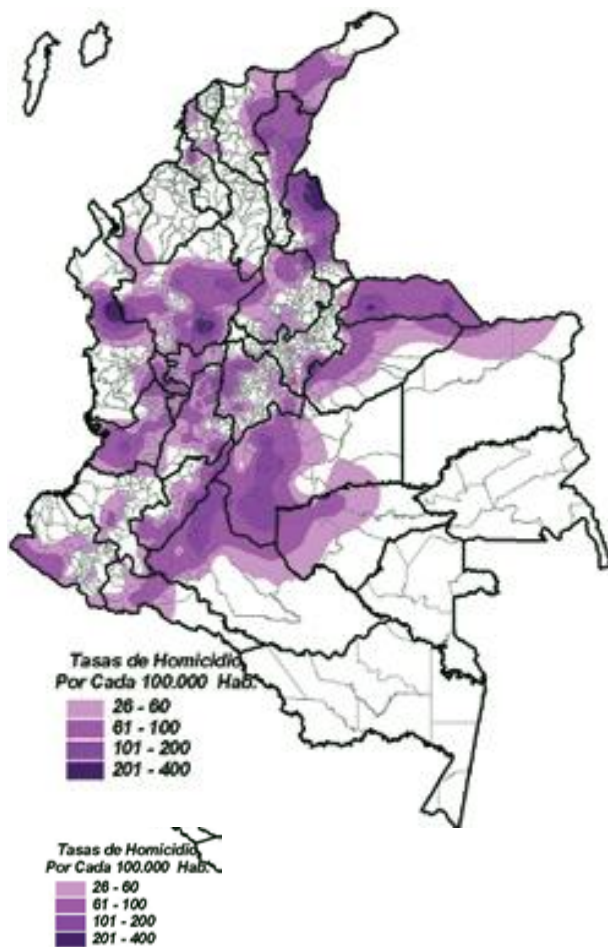 Tasas de Homicidio
Por Cada 100.000 Hab.
26 - 60
61 - 100
101 - 200
201 - 400
Tasas de Homicidio
Por Cada 100.000 Hab.
26 - 60
61 - 100
101 - 200
201 - 400